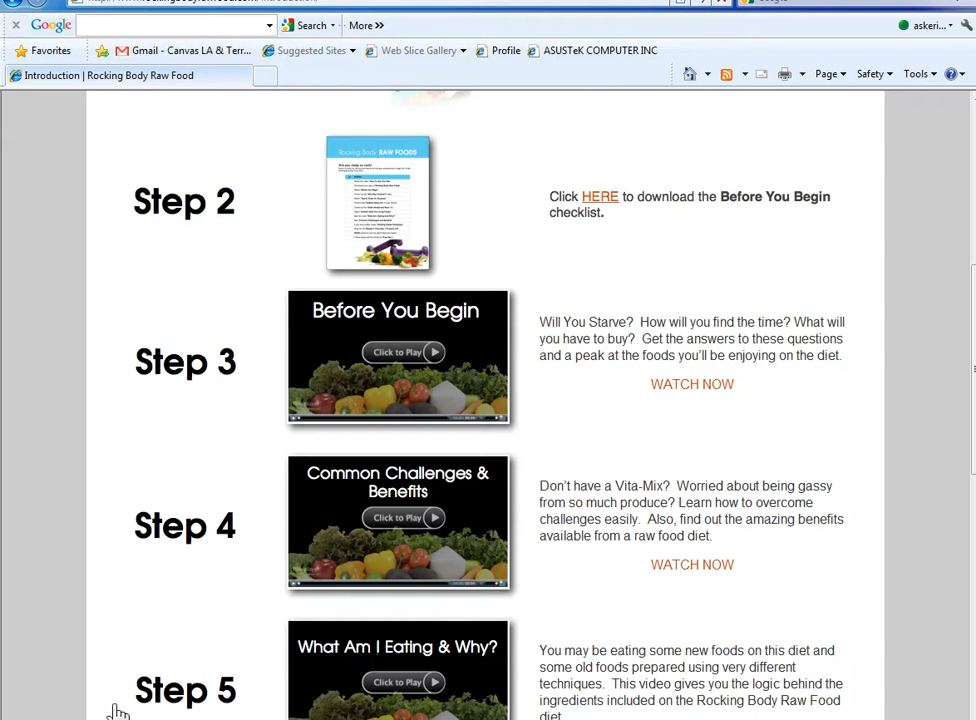 Google
Search
More »
askeri...
Favorites
Gmail - Canvas LA & Terr...
Suggested Sites
Web Slice Gallery
Profile
ASUSTeK COMPUTER INC
Introduction | Rocking Body Raw Food
Page
Safety
Tools
Step 2
Rocking Body RAW FOODS
Are you ready to rock?
Click HERE to download the Before You Begin
checklist.
Step 3
Before You Begin
Click to Play
Will You Starve? How will you find the time? What will
you have to buy? Get the answers to these questions
and a peak at the foods you'll be enjoying on the diet.
WATCH NOW
Step 4
Common Challenges &
Benefits
Click to Play
Don't have a Vita-Mix? Worried about being gassy
from so much produce? Learn how to overcome
challenges easily. Also, find out the amazing benefits
available from a raw food diet.
WATCH NOW
Step 5
What Am I Eating & Why?
Click to Play
You may be eating some new foods on this diet and
some old foods prepared using very different
techniques. This video gives you the logic behind the
ingredients included on the Rocking Body Raw Food
diet.